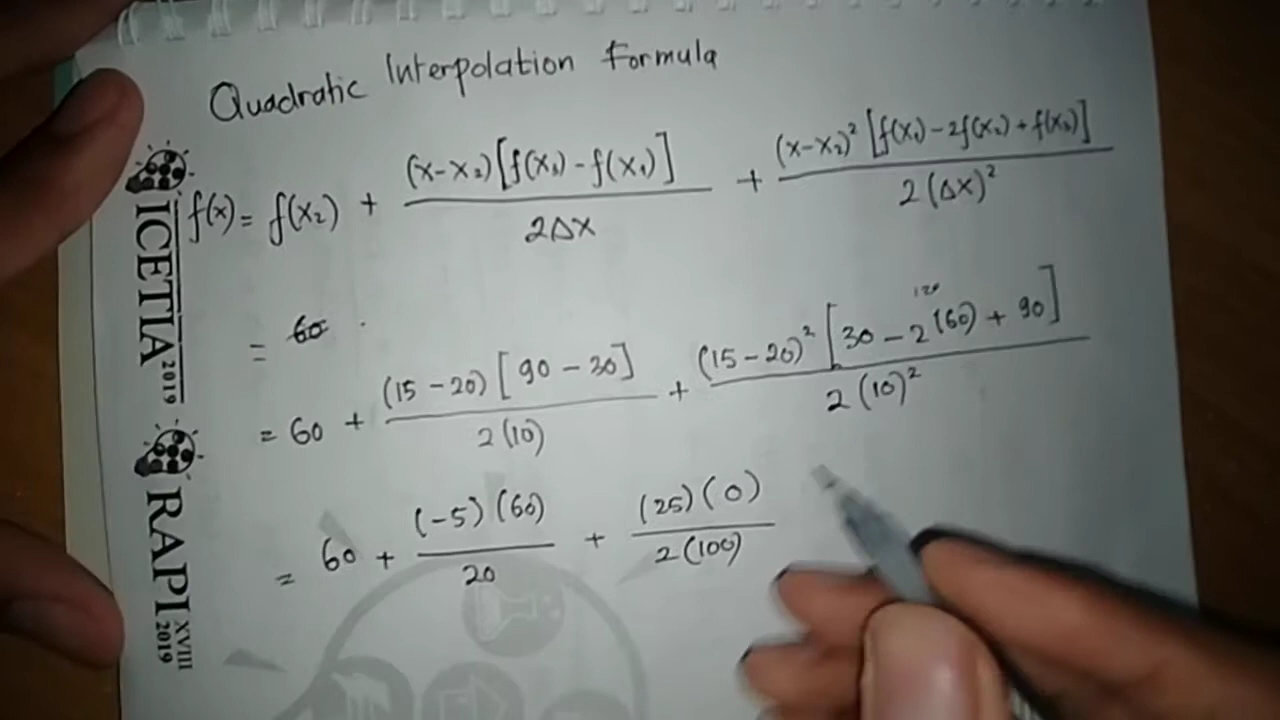 Quadratic Interpolation Formula
f(x) = f(x₂) + (x-x₂)[f(x₃) - f(x₁)] / 2Δx + (x-x₂)² [f(x₁) - 2f(x₂) + f(x₃)] / 2(Δx)²
= 60
= 60 + (15 - 20) [90 - 30] / 2(10) + (15 - 20)² [30 - 2(60) + 90] / 2(10)²
120
= 60 + (-5)(60) / 20 + (25)(0) / 2(100)
ICETIA 2019
RAPI XVIII 2019